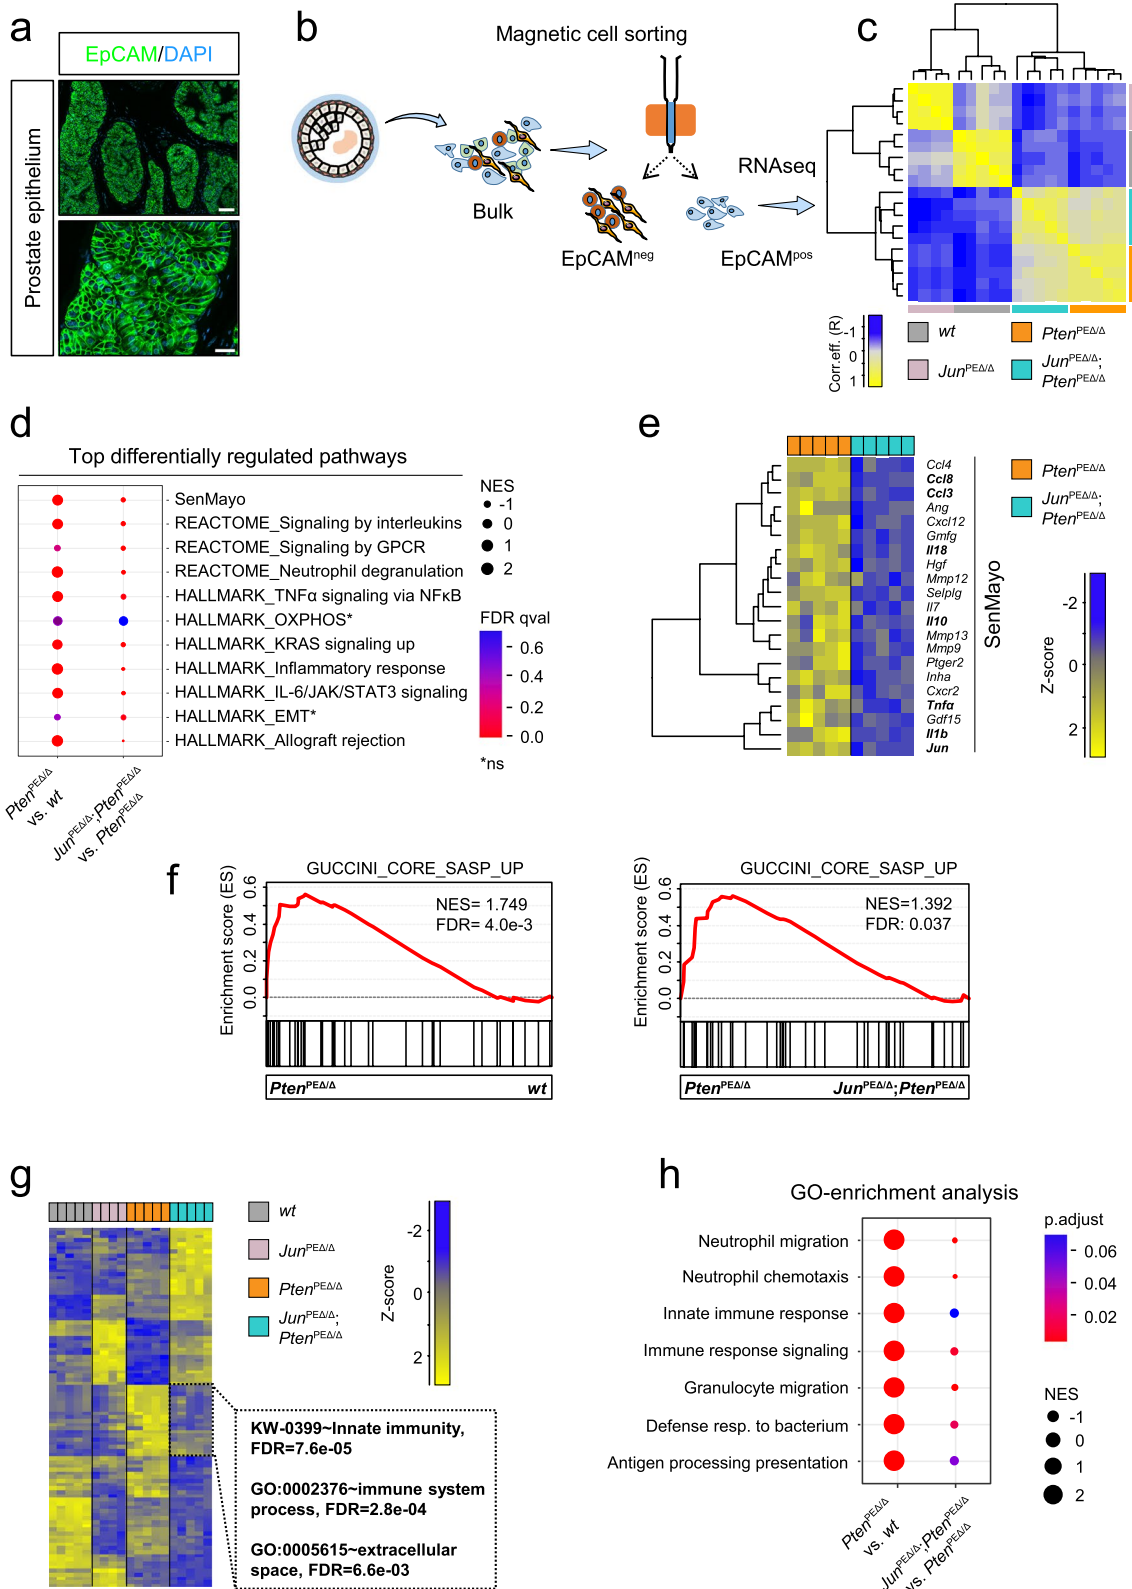 a
EpCAM/DAPI
Prostate epithelium
b
Magnetic cell sorting
Bulk
EpCAMneg
EpCAMpos
RNAseq
c
Corr.eff. (R)
-1
0
1
wt
JunPEΔ/Δ
PtenPEΔ/Δ
JunPEΔ/Δ;
PtenPEΔ/Δ
d
Top differentially regulated pathways
SenMayo
REACTOME_Signaling by interleukins
REACTOME_Signaling by GPCR
REACTOME_Neutrophil degranulation
HALLMARK_TNFα signaling via NFκB
HALLMARK_OXPHOS*
HALLMARK_KRAS signaling up
HALLMARK_Inflammatory response
HALLMARK_IL-6/JAK/STAT3 signaling
HALLMARK_EMT*
HALLMARK_Allograft rejection
PtenPEΔ/Δ
vs. wt
JunPEΔ/Δ;PtenPEΔ/Δ
vs. PtenPEΔ/Δ
NES
-1
0
1
2
FDR qval
0.6
0.4
0.2
0.0
*ns
e
Ccl4
Ccl8
Ccl3
Ang
Cxcl12
Gmfg
Il18
Hgf
Mmp12
Selplg
Il7
Il10
Mmp13
Mmp9
Ptger2
Inha
Cxcr2
Tnfα
Gdf15
Il1b
Jun
SenMayo
PtenPEΔ/Δ
JunPEΔ/Δ;
PtenPEΔ/Δ
Z-score
-2
0
2
f
GUCCINI_CORE_SASP_UP
Enrichment score (ES)
0.6
0.4
0.2
0.0
NES= 1.749
FDR= 4.0e-3
PtenPEΔ/Δ
wt
GUCCINI_CORE_SASP_UP
Enrichment score (ES)
0.6
0.4
0.2
0.0
NES=1.392
FDR: 0.037
PtenPEΔ/Δ
JunPEΔ/Δ;PtenPEΔ/Δ
g
wt
JunPEΔ/Δ
PtenPEΔ/Δ
JunPEΔ/Δ;
PtenPEΔ/Δ
Z-score
-2
0
2
KW-0399~Innate immunity,
FDR=7.6e-05
GO:0002376~immune system
process, FDR=2.8e-04
GO:0005615~extracellular
space, FDR=6.6e-03
h
GO-enrichment analysis
Neutrophil migration
Neutrophil chemotaxis
Innate immune response
Immune response signaling
Granulocyte migration
Defense resp. to bacterium
Antigen processing presentation
PtenPEΔ/Δ
vs. wt
JunPEΔ/Δ;PtenPEΔ/Δ
vs. PtenPEΔ/Δ
p.adjust
0.06
0.04
0.02
NES
-1
0
1
2